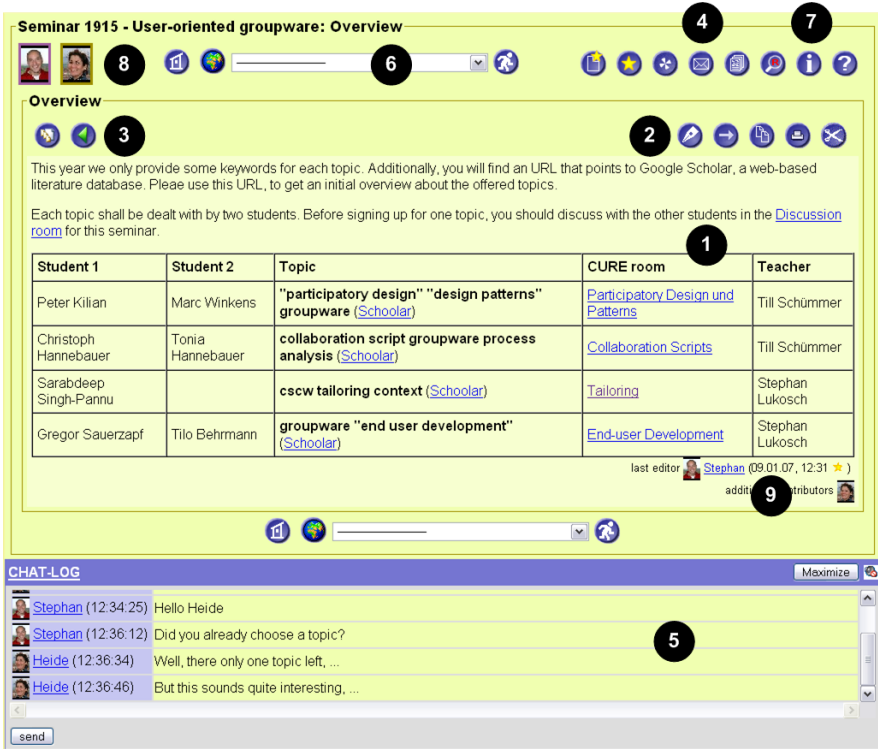 Seminar 1915 - User-oriented groupware: Overview
4 7
8 6
Overview
3 2
This year we only provide some keywords for each topic. Additionally, you will find an URL that points to Google Scholar, a web-based
literature database. Pleae use this URL, to get an initial overview about the offered topics.
Each topic shall be dealt with by two students. Before signing up for one topic, you should discuss with the other students in the Discussion
room for this seminar.
1
Student 1 Student 2 Topic CURE room Teacher
Peter Kilian Marc Winkens "participatory design" "design patterns"
groupware (Schoolar) Participatory Design und
Patterns Till Schümmer
Christoph
Hannebauer Tonia
Hannebauer collaboration script groupware process
analysis (Schoolar) Collaboration Scripts Till Schümmer
Sarabdeep
Singh-Pannu cscw tailoring context (Schoolar) Tailoring Stephan
Lukosch
Gregor Sauerzapf Tilo Behrmann groupware "end user development"
(Schoolar) End-user Development Stephan
Lukosch
last editor Stephan (09.01.07, 12:31 )
9
CHAT-LOG Maximize
Stephan (12:34:25) Hello Heide
Stephan (12:36:12) Did you already choose a topic?
5
Heide (12:36:34) Well, there only one topic left, ...
Heide (12:36:46) But this sounds quite interesting, ...
send